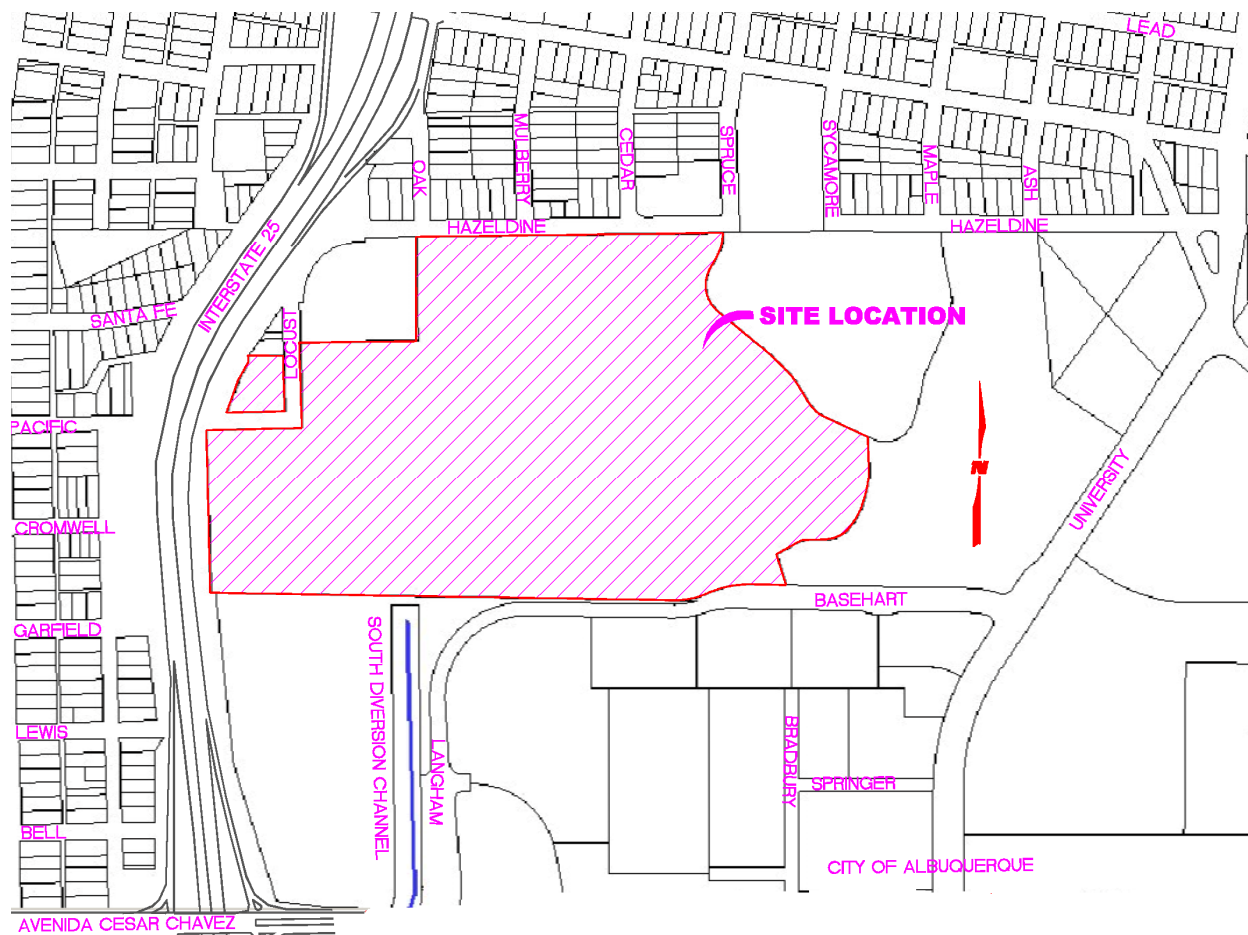 LEAD
MULBERRY
CEDAR
SPRUCE
SYCAMORE
MAPLE
ASH
OAK
HAZELDINE
HAZELDINE
INTERSTATE 25
SANTA FE
LOCUST
SITE LOCATION
PACIFIC
N
UNIVERSITY
CROMWELL
BASEHART
GARFIELD
SOUTH DIVERSION CHANNEL
LEWIS
LANGHAM
BRADBURY
SPRINGER
BELL
CITY OF ALBUQUERQUE
AVENIDA CESAR CHAVEZ